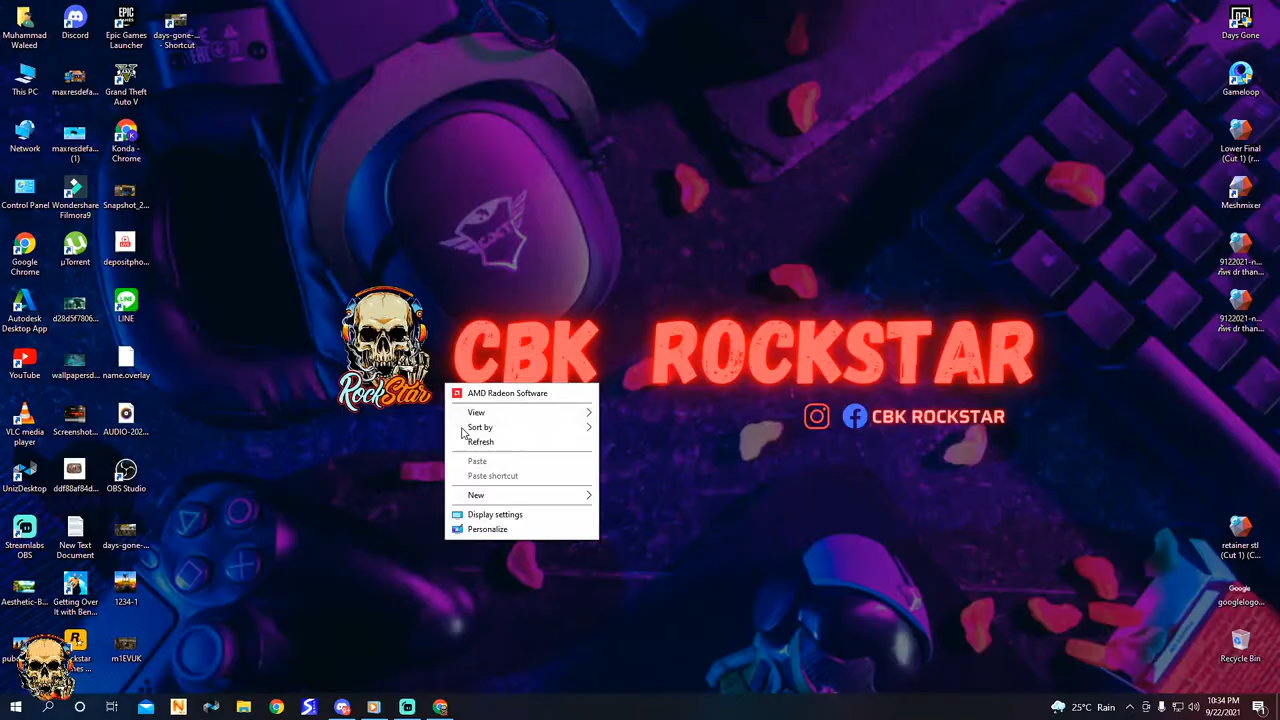 Muhammad
Waleed
Discord
Epic Games
Launcher
days-gone-...
- Shortcut
This PC
maxresdefa...
Grand Theft
Auto V
Network
maxresdefa...
(1)
Konda -
Chrome
Control Panel
Wondershare
Filmora9
Snapshot_2...
Google
Chrome
µTorrent
LIVE
depositpho...
Autodesk
Desktop App
d28d5f7806...
LINE
YouTube
wallpapersd...
name.overlay
VLC media
player
Screenshot...
AUDIO-202...
UnizDesktop
ddf88af84d...
OBS Studio
Streamlabs
OBS
New Text
Document
days-gone-...
Aesthetic-B...
Getting Over
It with Ben...
1234-1
m1EVUK
CBK ROCKSTAR
RockStar
CBK ROCKSTAR
AMD Radeon Software
View
Sort by
Refresh
Paste
Paste shortcut
New
Display settings
Personalize
Days Gone
Gameloop
Lower Final
(Cut 1) (r...
Meshmixer
9122021-n...
9122021-n...
retainer stl
(Cut 1) (C...
Google
googlelogo...
Recycle Bin
25°C Rain
10:34 PM
9/22/2021